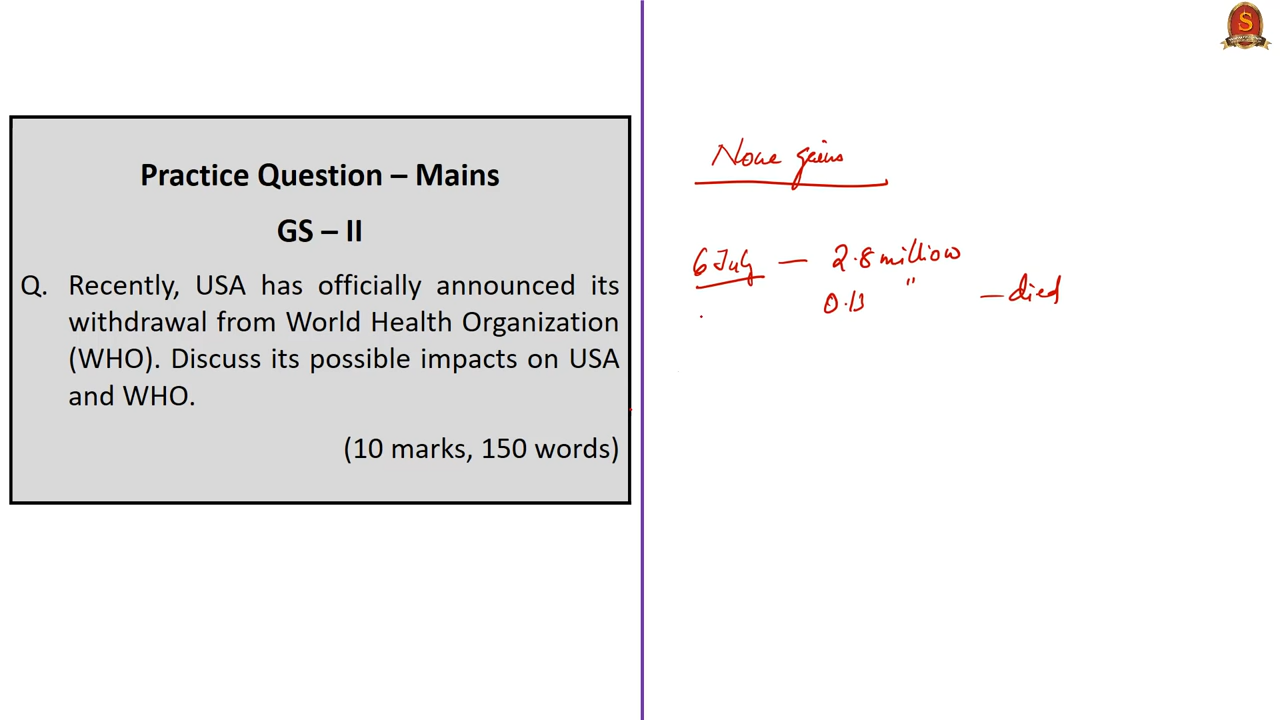 Practice Question – Mains
GS – II
Q. Recently, USA has officially announced its
withdrawal from World Health Organization
(WHO). Discuss its possible impacts on USA
and WHO.
(10 marks, 150 words)
None gains
6 July — 2.8 million
0.13 " — died
S